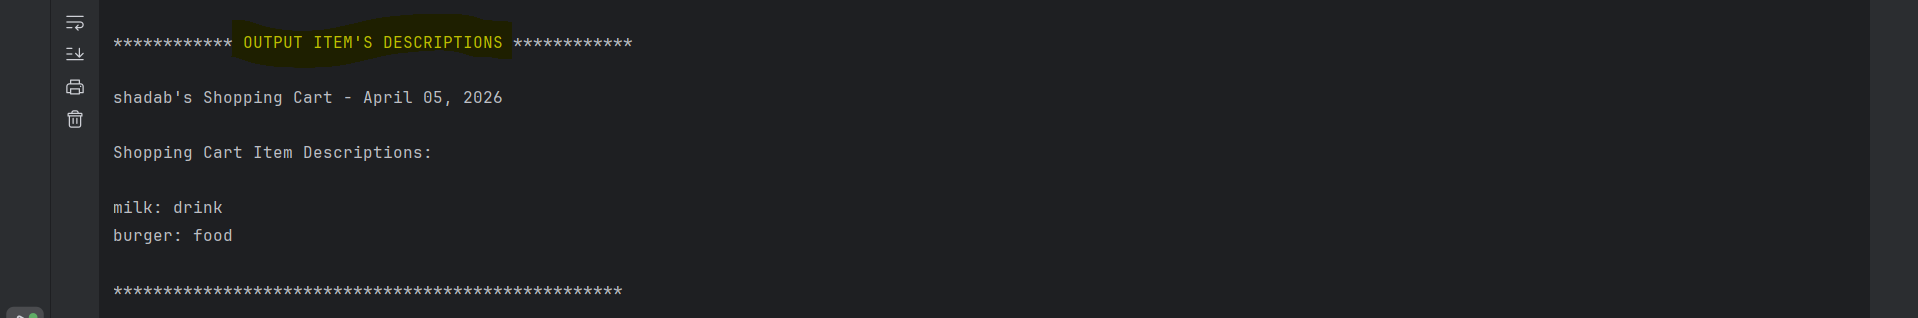 ************ OUTPUT ITEM'S DESCRIPTIONS ************
shadab's Shopping Cart - April 05, 2026
Shopping Cart Item Descriptions:
milk: drink
burger: food
***************************************************